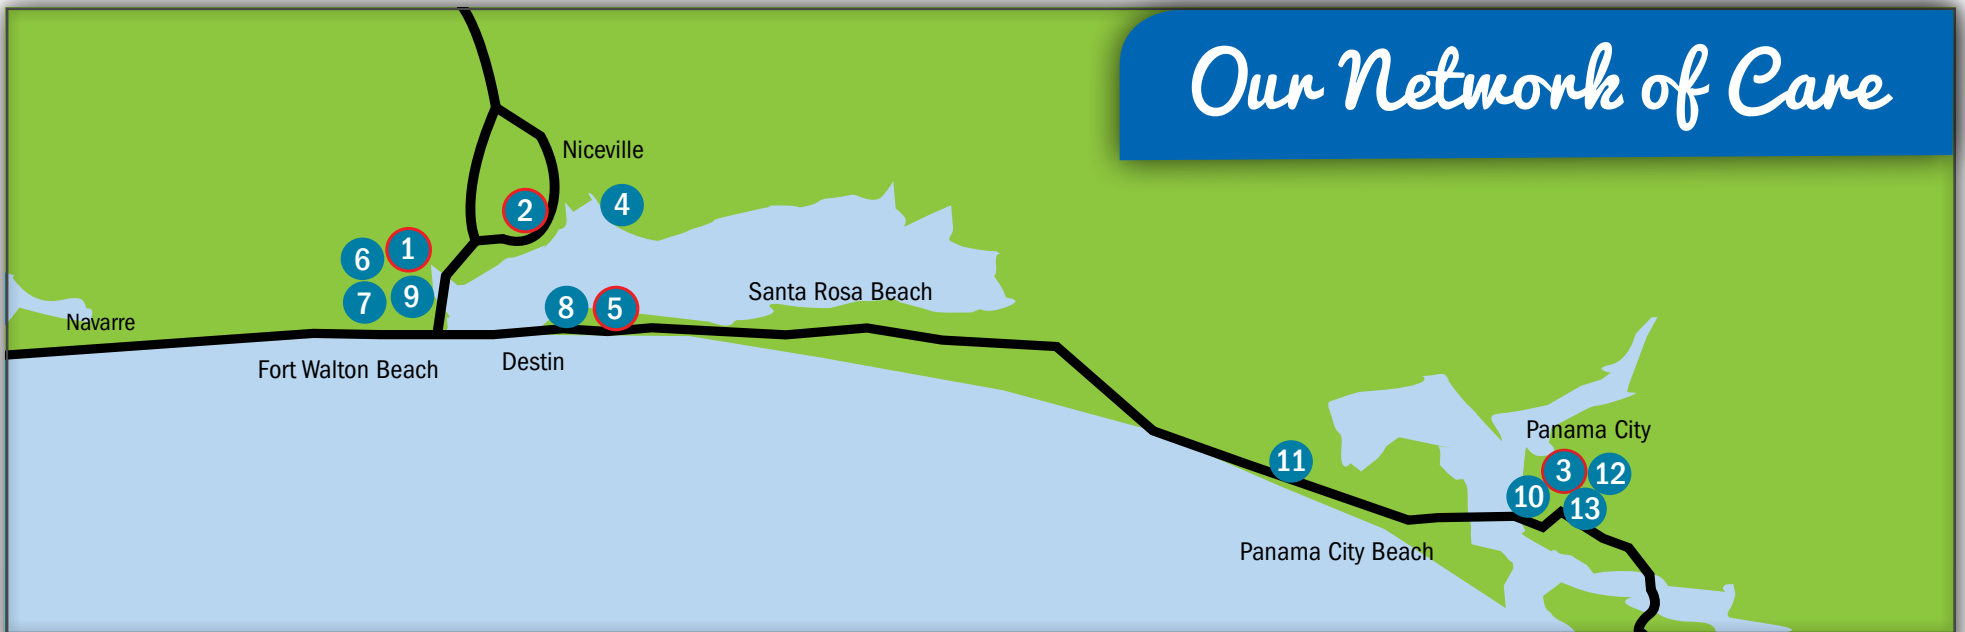 Our Network of Care
Niceville
2
4
1
6
9
7
8
5
Santa Rosa Beach
Navarre
Fort Walton Beach
Destin
Panama City
11
3
12
10
13
Panama City Beach